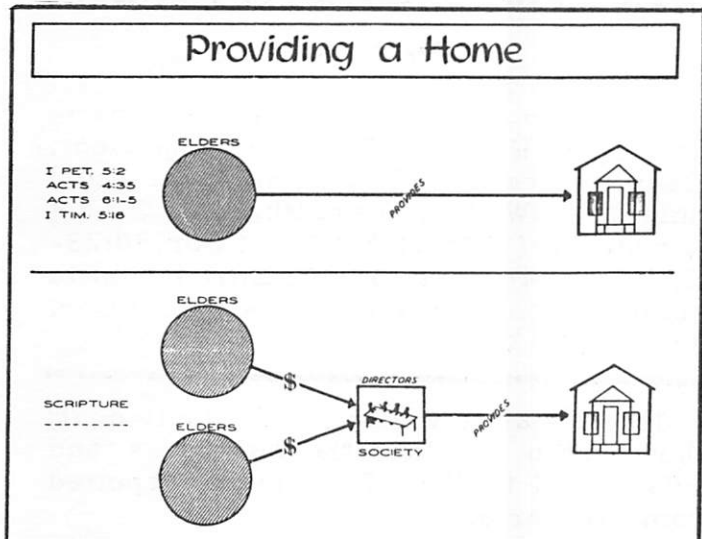 Providing a Home
ELDERS
I PET. 5:2
ACTS 4:35
ACTS 6:1-5
I TIM. 5:16
PROVIDES
ELDERS
$
DIRECTORS
SCRIPTURE
PROVIDES
ELDERS
$
SOCIETY